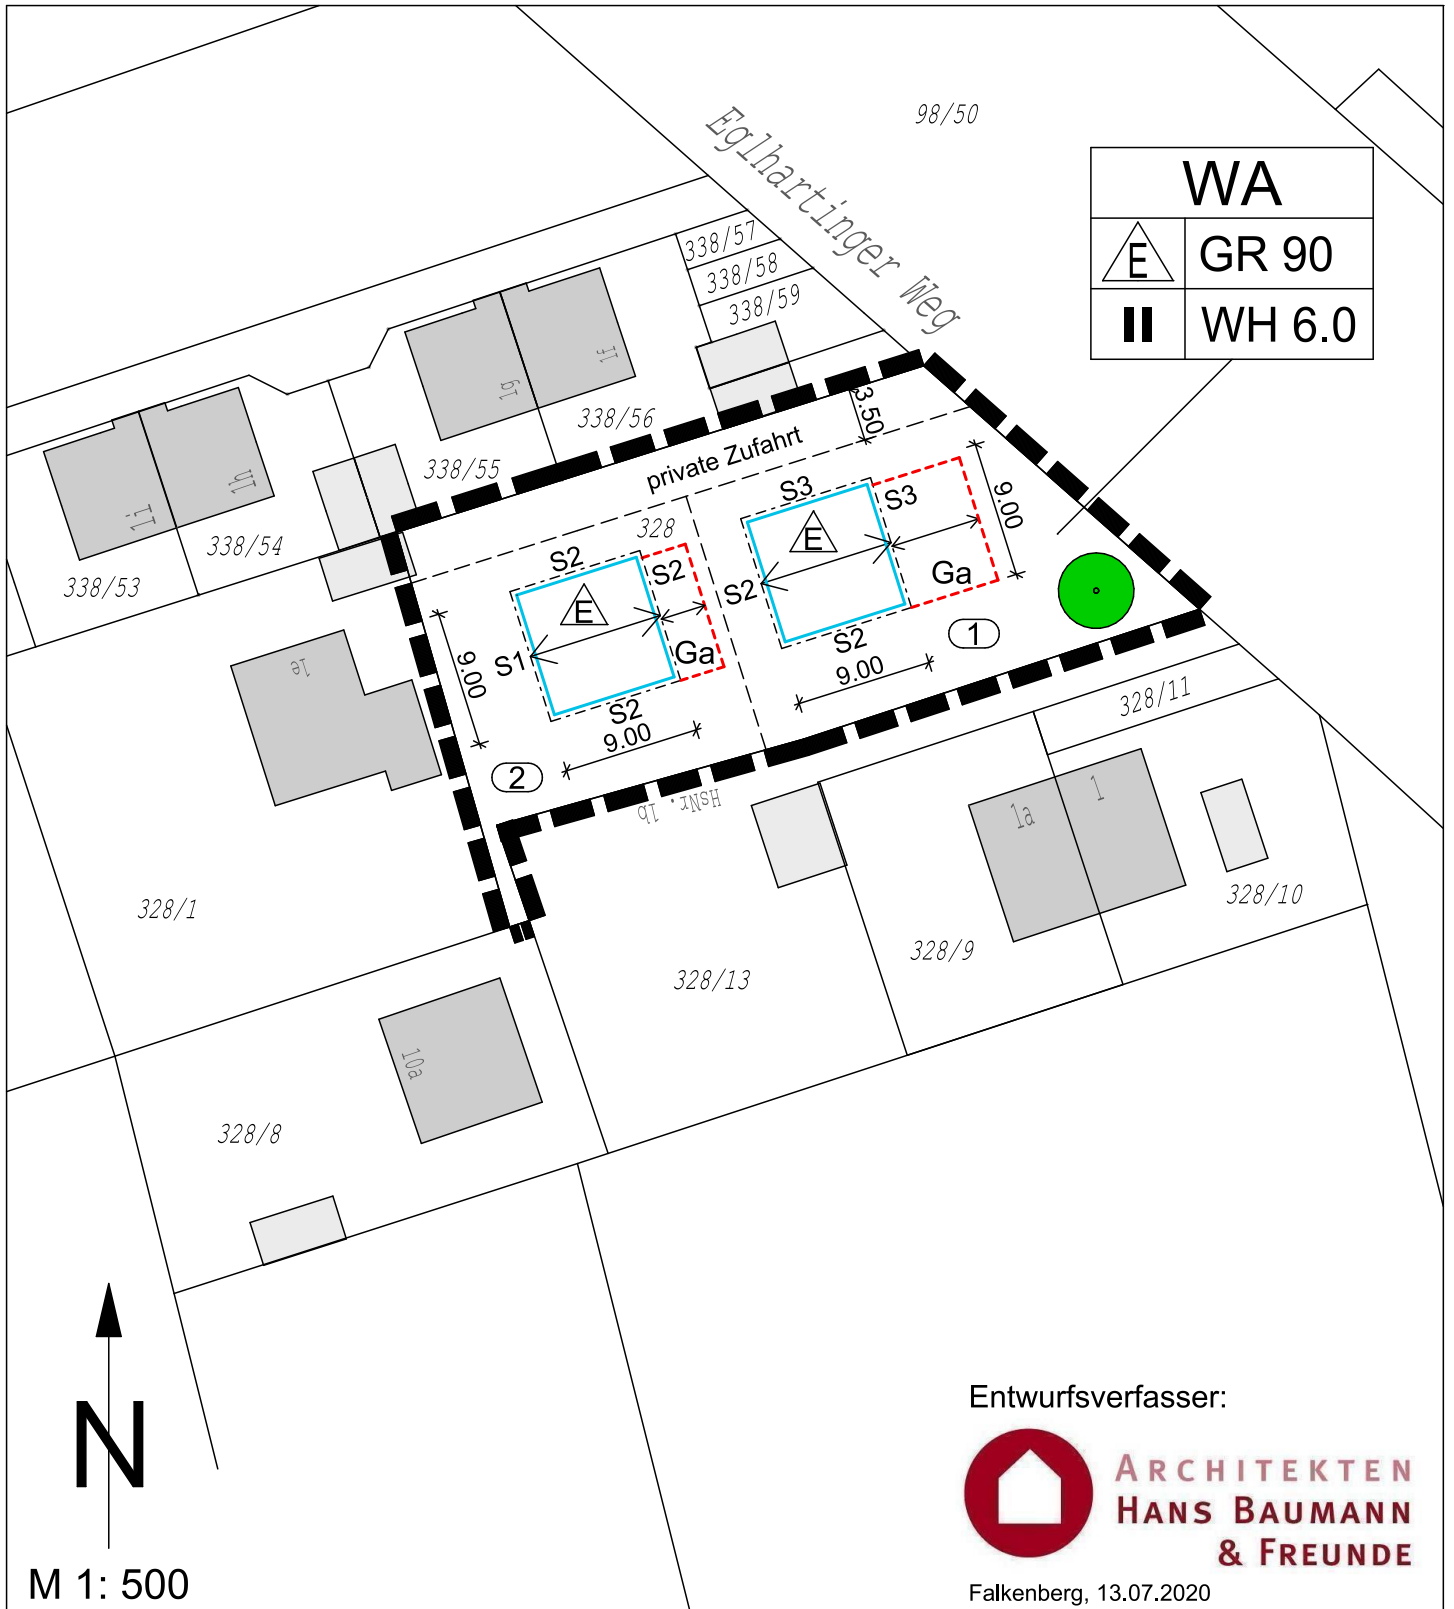 98/50
Eglhartinger Weg
WA
E GR 90
II WH 6.0
338/57
338/58
338/59
1f
1g
338/56
3.50
338/55
private Zufahrt
1h
1i
338/54
338/53
328
S3
S3
9.00
E
S2
S2
E
S2
Ga
S2
1
9.00
S1
Ga
9.00
S2
9.00
2
1e
HsNr. 1b
328/11
1
1a
328/10
328/1
328/9
328/13
10a
328/8
N
M 1: 500
Entwurfsverfasser:
ARCHITEKTEN
HANS BAUMANN
& FREUNDE
Falkenberg, 13.07.2020